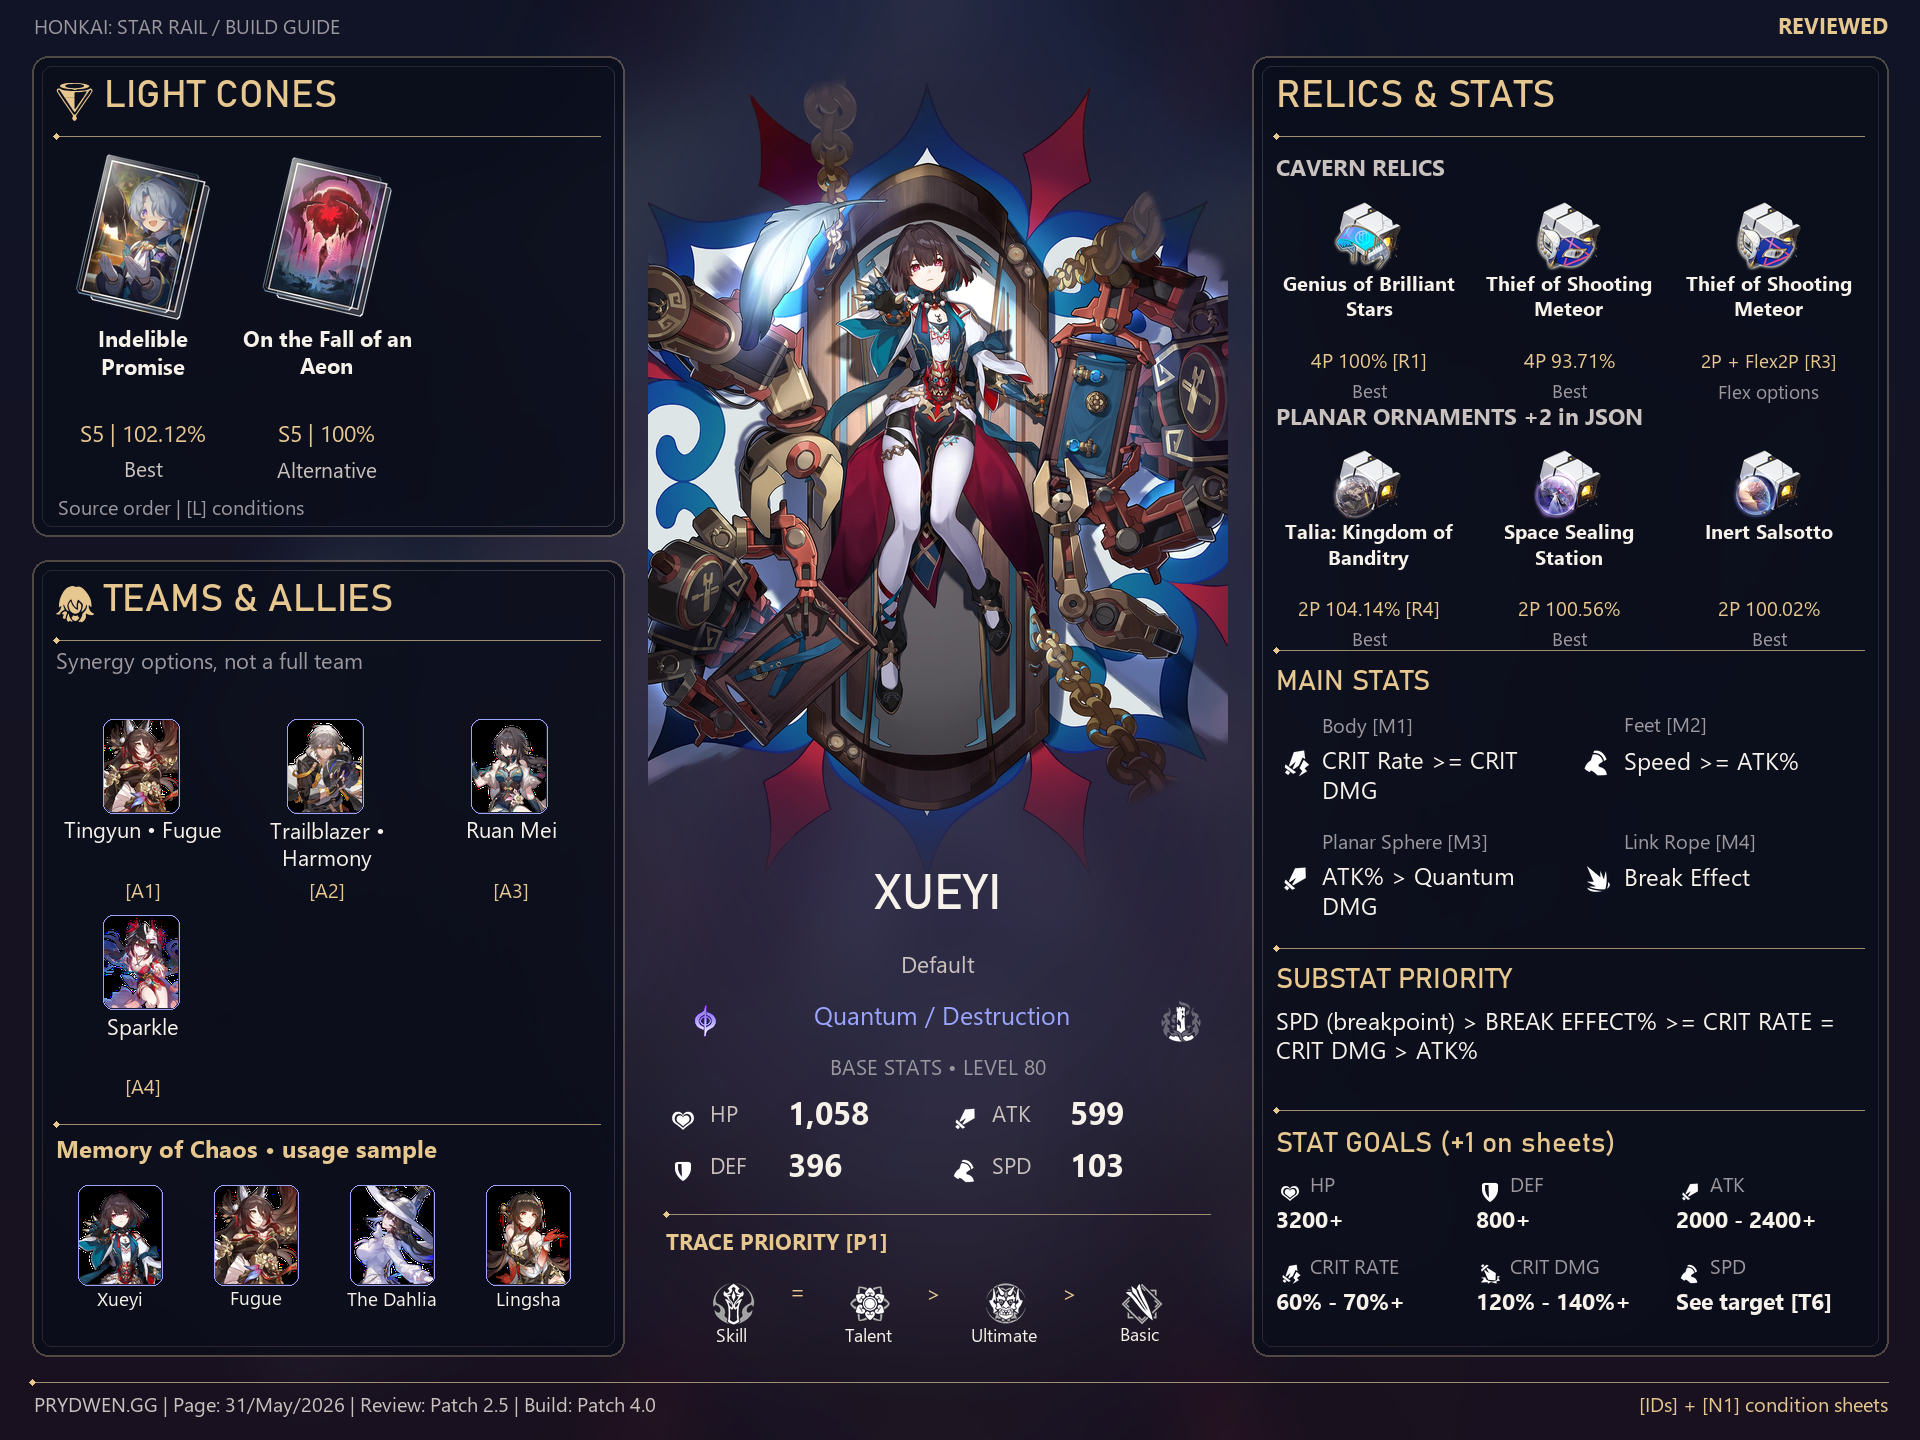 HONKAI: STAR RAIL / BUILD GUIDE
REVIEWED
LIGHT CONES
Indelible
Promise
S5 | 102.12%
Best
On the Fall of an
Aeon
S5 | 100%
Alternative
Source order | [L] conditions
TEAMS & ALLIES
Synergy options, not a full team
Tingyun • Fugue
[A1]
Trailblazer •
Harmony
[A2]
Ruan Mei
[A3]
Sparkle
[A4]
Memory of Chaos • usage sample
Xueyi
Fugue
The Dahlia
Lingsha
XUEYI
Default
Quantum / Destruction
BASE STATS • LEVEL 80
HP 1,058
ATK 599
DEF 396
SPD 103
TRACE PRIORITY [P1]
Skill = Talent > Ultimate > Basic
RELICS & STATS
CAVERN RELICS
Genius of Brilliant
Stars
4P 100% [R1]
Best
Thief of Shooting
Meteor
4P 93.71%
Best
Thief of Shooting
Meteor
2P + Flex2P [R3]
Flex options
PLANAR ORNAMENTS +2 in JSON
Talia: Kingdom of
Banditry
2P 104.14% [R4]
Best
Space Sealing
Station
2P 100.56%
Best
Inert Salsotto
2P 100.02%
Best
MAIN STATS
Body [M1]
CRIT Rate >= CRIT
DMG
Feet [M2]
Speed >= ATK%
Planar Sphere [M3]
ATK% > Quantum
DMG
Link Rope [M4]
Break Effect
SUBSTAT PRIORITY
SPD (breakpoint) > BREAK EFFECT% >= CRIT RATE =
CRIT DMG > ATK%
STAT GOALS (+1 on sheets)
HP
3200+
DEF
800+
ATK
2000 - 2400+
CRIT RATE
60% - 70%+
CRIT DMG
120% - 140%+
SPD
See target [T6]
PRYDWEN.GG | Page: 31/May/2026 | Review: Patch 2.5 | Build: Patch 4.0
[IDs] + [N1] condition sheets